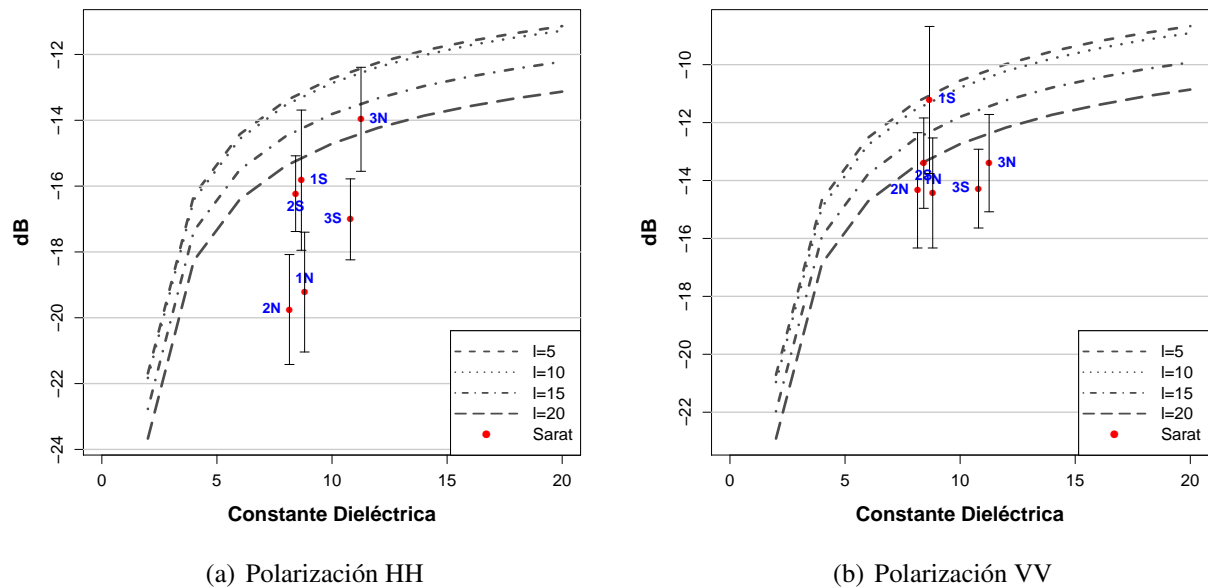 −12
−14
−16
−18
−20
−22
−24
dB
0
5
10
15
20
Constante Dieléctrica
3N
1S
2S
3S
1N
2N
l=5
l=10
l=15
l=20
Sarat
(a) Polarización HH
−10
−12
−14
−16
−18
−20
−22
dB
0
5
10
15
20
Constante Dieléctrica
1S
3N
2S
1N
2N
3S
l=5
l=10
l=15
l=20
Sarat
(b) Polarización VV